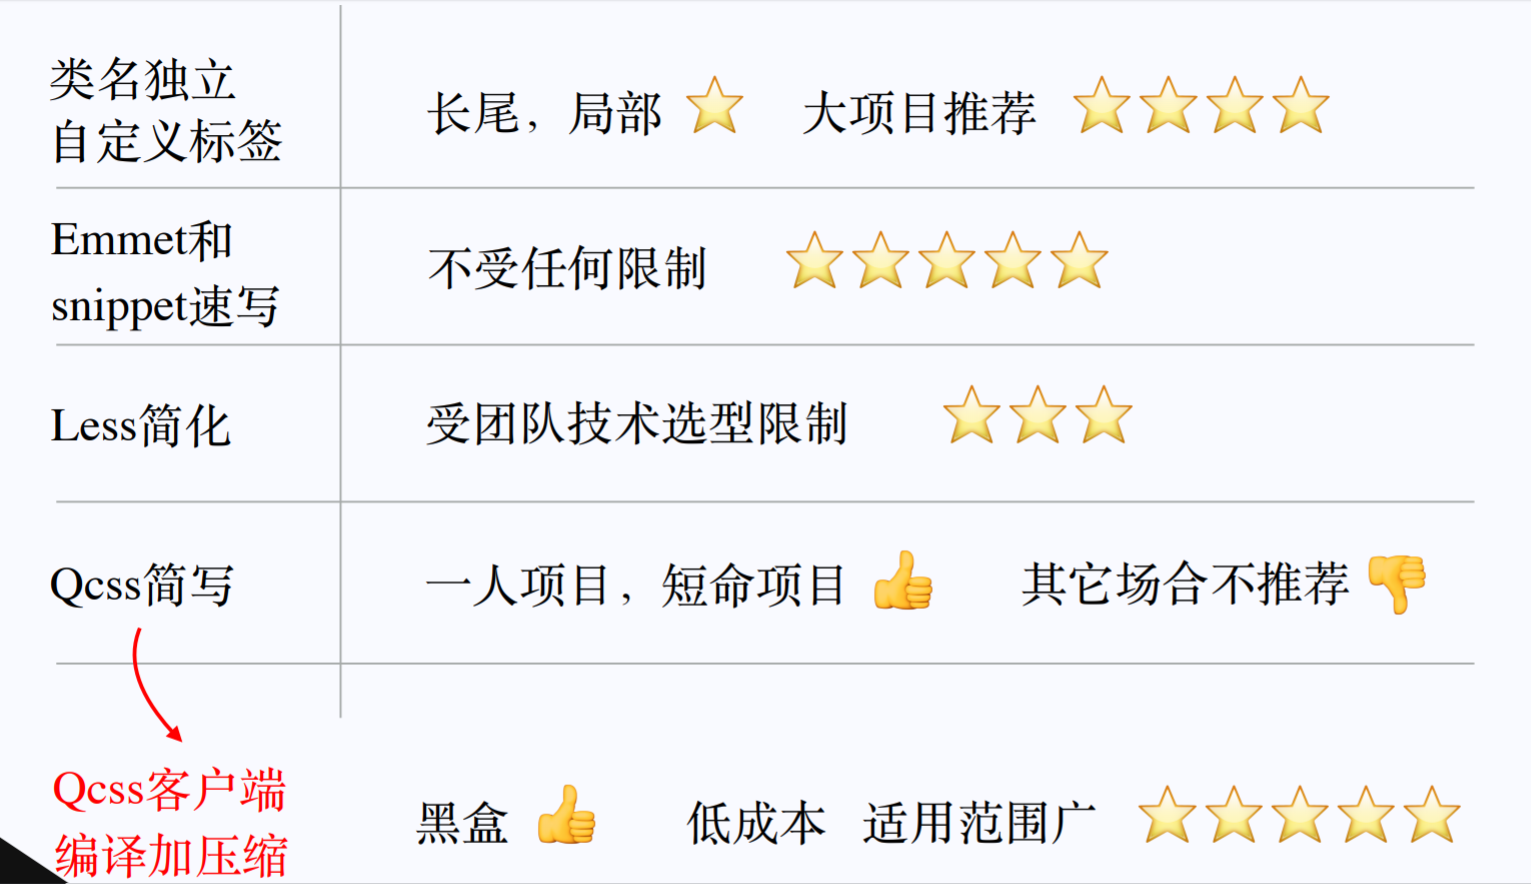 类名独立
自定义标签
长尾，局部 ⭐ 大项目推荐 ⭐⭐⭐⭐
Emmet和
snippet速写
不受任何限制 ⭐⭐⭐⭐⭐
Less简化
受团队技术选型限制 ⭐⭐⭐
Qcss简写
一人项目，短命项目 👍 其它场合不推荐 👎
Qcss客户端
编译加压缩
黑盒 👍 低成本 适用范围广 ⭐⭐⭐⭐⭐